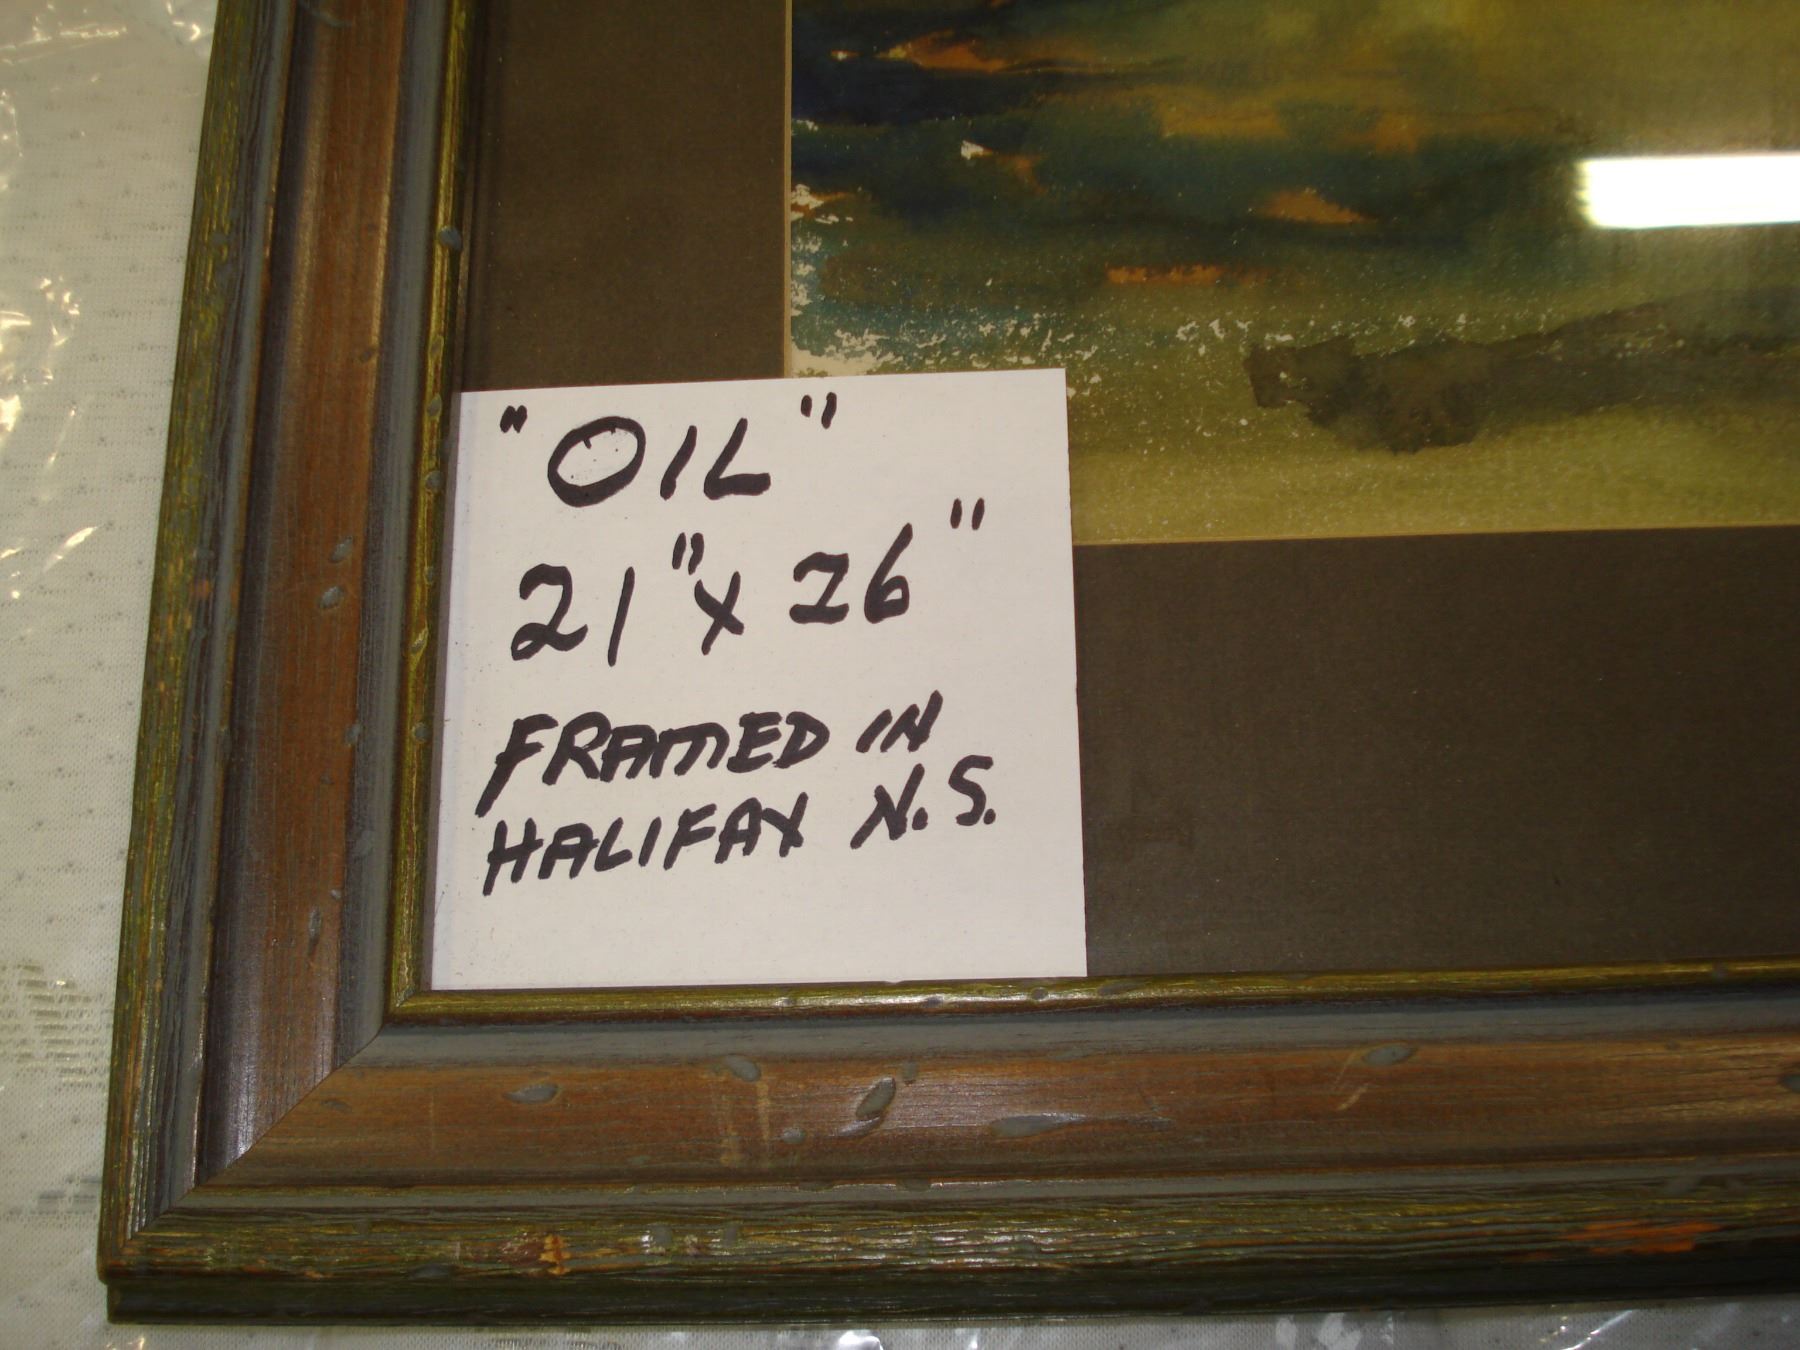 "OIL"
21" X 26"
FRAMED IN
HALIFAX N.S.